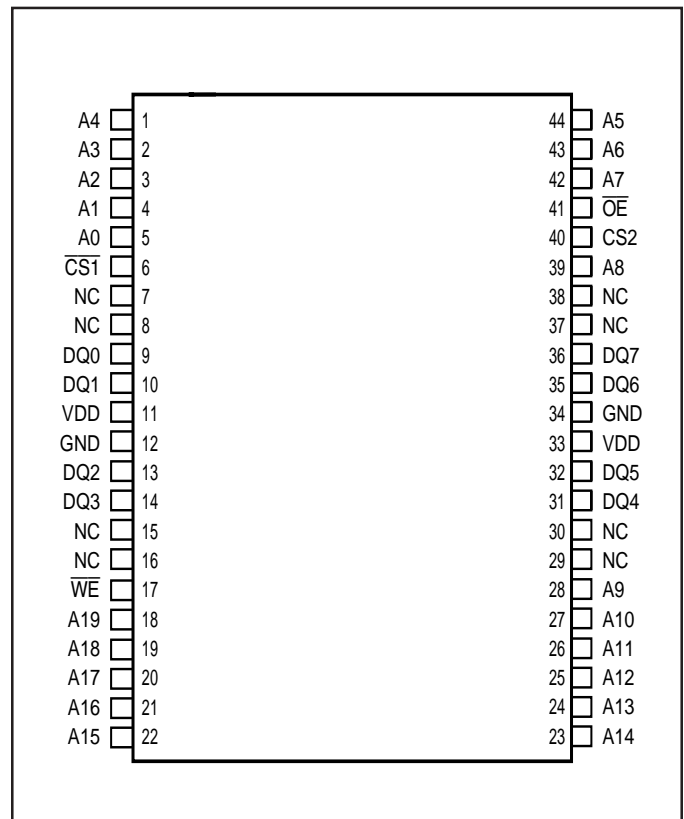 A4 1 44 A5
A3 2 43 A6
A2 3 42 A7
A1 4 41 O̅E̅
A0 5 40 CS2
C̅S̅1̅ 6 39 A8
NC 7 38 NC
NC 8 37 NC
DQ0 9 36 DQ7
DQ1 10 35 DQ6
VDD 11 34 GND
GND 12 33 VDD
DQ2 13 32 DQ5
DQ3 14 31 DQ4
NC 15 30 NC
NC 16 29 NC
W̅E̅ 17 28 A9
A19 18 27 A10
A18 19 26 A11
A17 20 25 A12
A16 21 24 A13
A15 22 23 A14